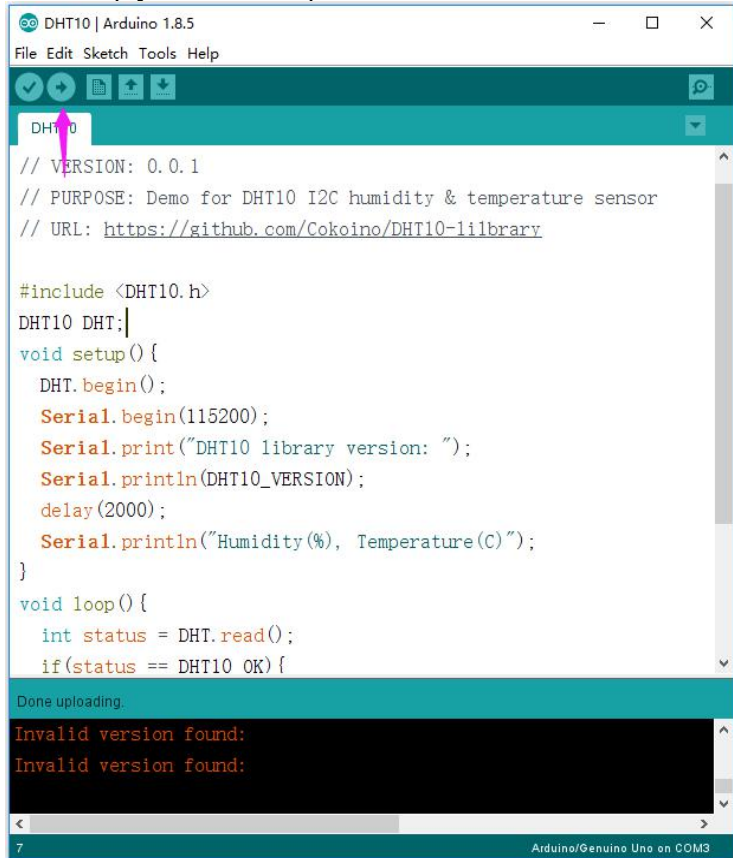 DHT10 | Arduino 1.8.5
File Edit Sketch Tools Help
// VERSION: 0.0.1
// PURPOSE: Demo for DHT10 I2C humidity & temperature sensor
// URL: https://github.com/Cokoino/DHT10-lilbrary
#include <DHT10.h>
DHT10 DHT;
void setup(){
DHT.begin();
Serial.begin(115200);
Serial.print("DHT10 library version: ");
Serial.println(DHT10_VERSION);
delay(2000);
Serial.println("Humidity(%), Temperature(C)");
}
void loop(){
int status = DHT.read();
if(status == DHT10 OK){
Done uploading.
Invalid version found:
Invalid version found:
7
Arduino/Genuino Uno on COM3